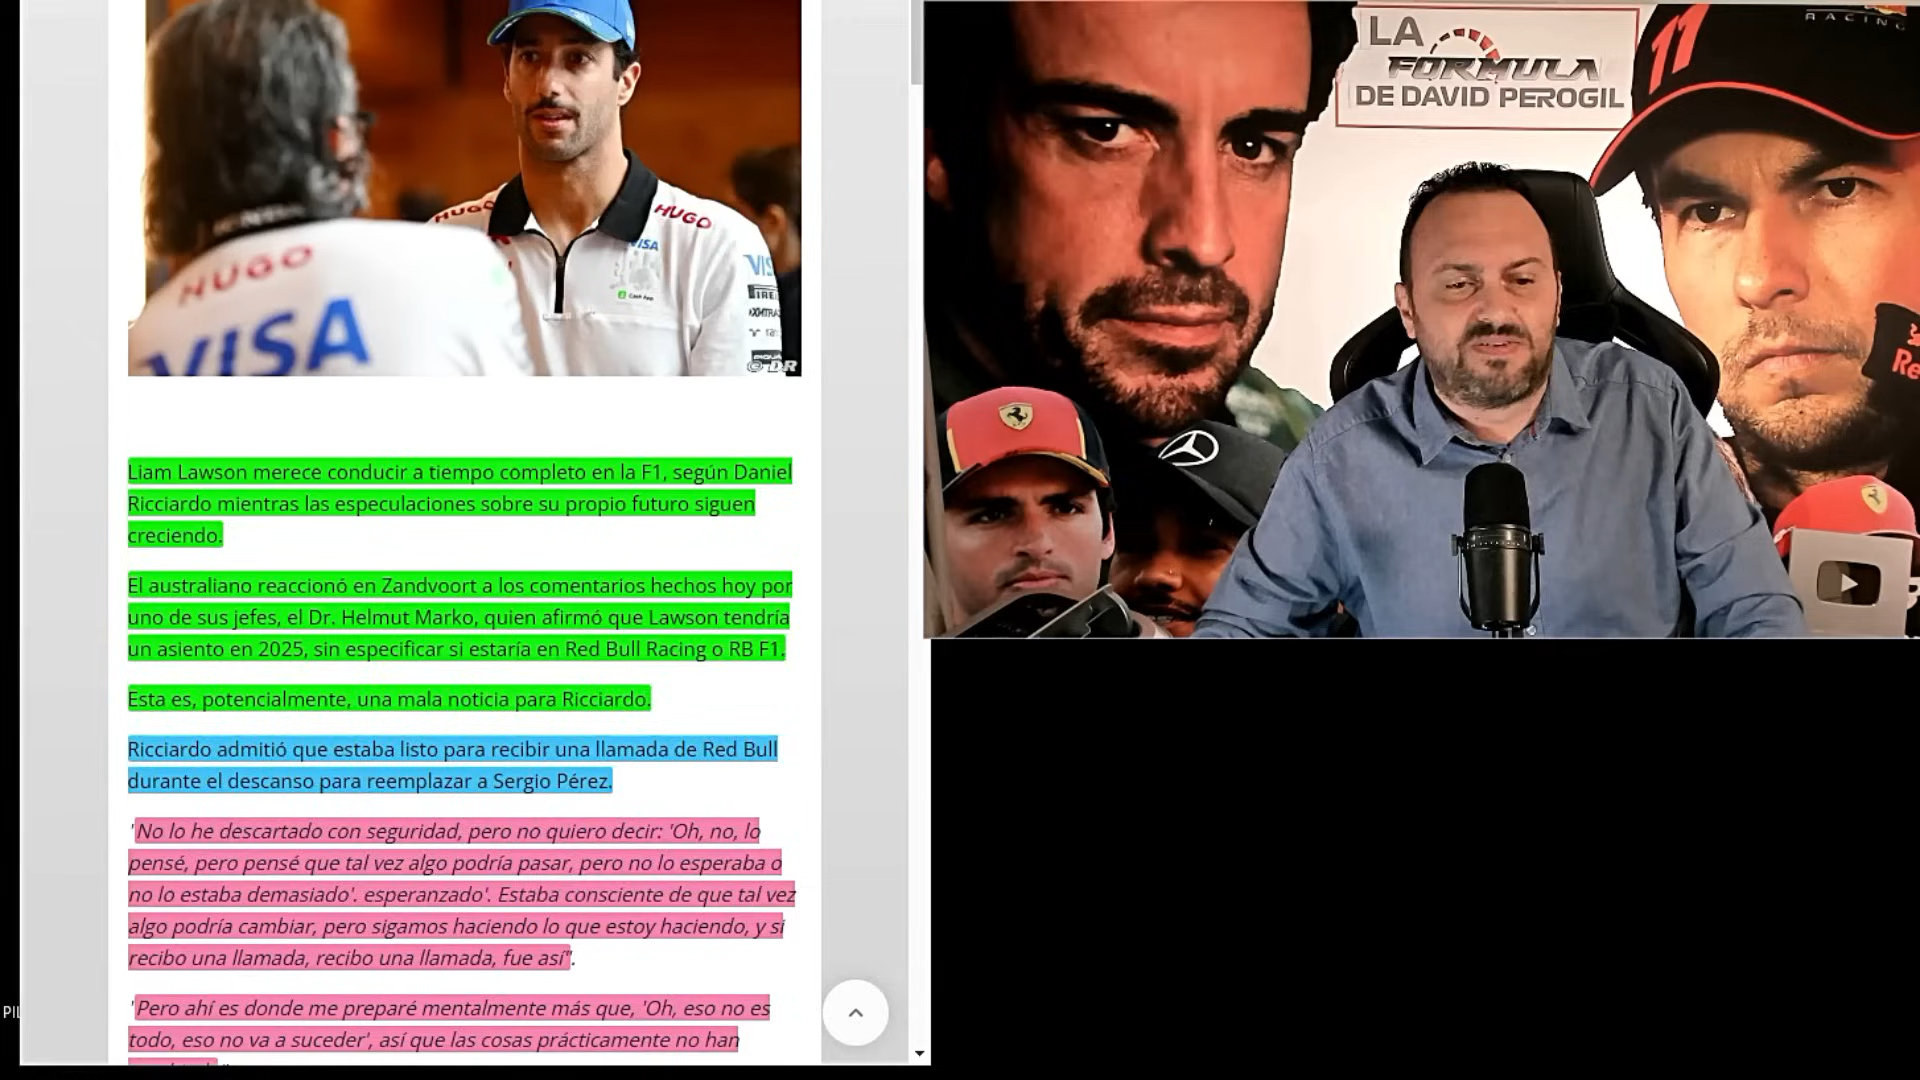 HUGO
VISA
HUGO
HUGO
VISA
Cash App
VIS
PIREL
© DR
Liam Lawson merece conducir a tiempo completo en la F1, según Daniel
Ricciardo mientras las especulaciones sobre su propio futuro siguen
creciendo.
El australiano reaccionó en Zandvoort a los comentarios hechos hoy por
uno de sus jefes, el Dr. Helmut Marko, quien afirmó que Lawson tendría
un asiento en 2025, sin especificar si estaría en Red Bull Racing o RB F1.
Esta es, potencialmente, una mala noticia para Ricciardo.
Ricciardo admitió que estaba listo para recibir una llamada de Red Bull
durante el descanso para reemplazar a Sergio Pérez.
"No lo he descartado con seguridad, pero no quiero decir: 'Oh, no, lo
pensé, pero pensé que tal vez algo podría pasar, pero no lo esperaba o
no lo estaba demasiado'. esperanzado'. Estaba consciente de que tal vez
algo podría cambiar, pero sigamos haciendo lo que estoy haciendo, y si
recibo una llamada, recibo una llamada, fue así".
"Pero ahí es donde me preparé mentalmente más que, 'Oh, eso no es
todo, eso no va a suceder', así que las cosas prácticamente no han
PIL
LA
FÓRMULA
DE DAVID PEROGIL
11
RACING
Re